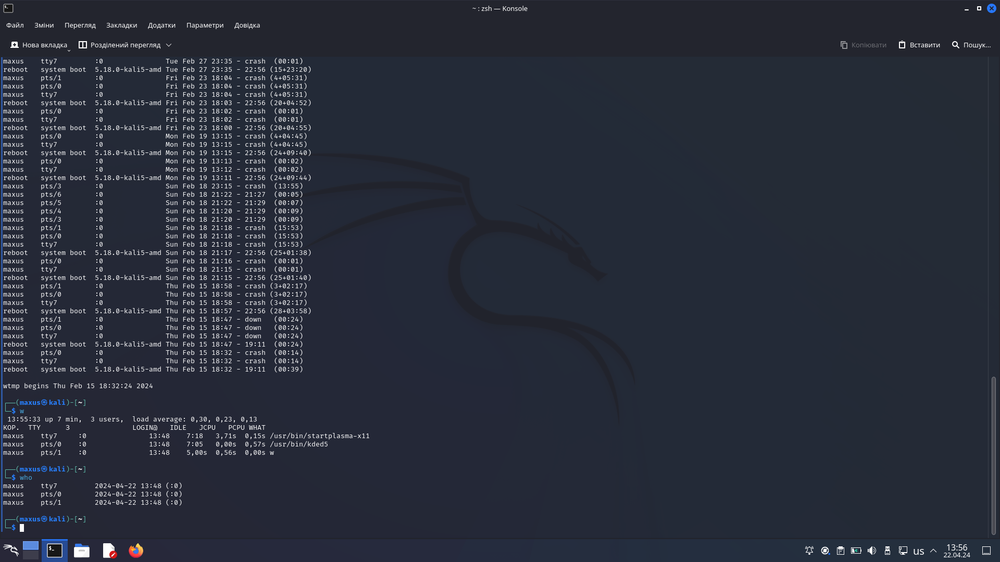 ~ : zsh — Konsole
Файл Зміни Перегляд Закладки Додатки Параметри Довідка
Нова вкладка Розділений перегляд Копіювати Вставити Пошук...
maxus    tty7         :0               Tue Feb 27 23:35 - crash  (00:01)
reboot   system boot  5.18.0-kali5-amd Tue Feb 27 23:35 - 22:56 (15+23:20)
maxus    pts/1        :0               Fri Feb 23 18:04 - crash (4+05:31)
maxus    pts/0        :0               Fri Feb 23 18:04 - crash (4+05:31)
maxus    tty7         :0               Fri Feb 23 18:04 - crash (4+05:31)
reboot   system boot  5.18.0-kali5-amd Fri Feb 23 18:03 - 22:56 (20+04:52)
maxus    pts/0        :0               Fri Feb 23 18:02 - crash  (00:01)
maxus    tty7         :0               Fri Feb 23 18:02 - crash  (00:01)
reboot   system boot  5.18.0-kali5-amd Fri Feb 23 18:00 - 22:56 (20+04:55)
maxus    pts/0        :0               Mon Feb 19 13:15 - crash (4+04:45)
maxus    tty7         :0               Mon Feb 19 13:15 - crash (4+04:45)
reboot   system boot  5.18.0-kali5-amd Mon Feb 19 13:15 - 22:56 (24+09:40)
maxus    pts/0        :0               Mon Feb 19 13:13 - crash  (00:02)
maxus    tty7         :0               Mon Feb 19 13:12 - crash  (00:02)
reboot   system boot  5.18.0-kali5-amd Mon Feb 19 13:11 - 22:56 (24+09:44)
maxus    pts/3        :0               Sun Feb 18 23:15 - crash  (13:55)
maxus    pts/6        :0               Sun Feb 18 21:22 - 21:27  (00:05)
maxus    pts/5        :0               Sun Feb 18 21:22 - 21:29  (00:07)
maxus    pts/4        :0               Sun Feb 18 21:20 - 21:29  (00:09)
maxus    pts/3        :0               Sun Feb 18 21:20 - 21:29  (00:09)
maxus    pts/1        :0               Sun Feb 18 21:18 - crash  (15:53)
maxus    pts/0        :0               Sun Feb 18 21:18 - crash  (15:53)
maxus    tty7         :0               Sun Feb 18 21:18 - crash  (15:53)
reboot   system boot  5.18.0-kali5-amd Sun Feb 18 21:17 - 22:56 (25+01:38)
maxus    pts/0        :0               Sun Feb 18 21:16 - crash  (00:01)
maxus    tty7         :0               Sun Feb 18 21:15 - crash  (00:01)
reboot   system boot  5.18.0-kali5-amd Sun Feb 18 21:15 - 22:56 (25+01:40)
maxus    pts/1        :0               Thu Feb 15 18:58 - crash (3+02:17)
maxus    pts/0        :0               Thu Feb 15 18:58 - crash (3+02:17)
maxus    tty7         :0               Thu Feb 15 18:58 - crash (3+02:17)
reboot   system boot  5.18.0-kali5-amd Thu Feb 15 18:57 - 22:56 (28+03:58)
maxus    pts/1        :0               Thu Feb 15 18:47 - down   (00:24)
maxus    pts/0        :0               Thu Feb 15 18:47 - down   (00:24)
maxus    tty7         :0               Thu Feb 15 18:47 - down   (00:24)
reboot   system boot  5.18.0-kali5-amd Thu Feb 15 18:47 - 19:11  (00:24)
maxus    pts/0        :0               Thu Feb 15 18:32 - crash  (00:14)
maxus    tty7         :0               Thu Feb 15 18:32 - crash  (00:14)
reboot   system boot  5.18.0-kali5-amd Thu Feb 15 18:32 - 19:11  (00:39)
wtmp begins Thu Feb 15 18:32:24 2024
┌──(maxus㉿kali)-[~]
└─$ w
13:55:33 up 7 min,  3 users,  load average: 0,30, 0,23, 0,13
КОР.  TTY      З               LOGIN@   IDLE   JCPU   PCPU WHAT
maxus    tty7     :0               13:48    7:18   3,71s  0,15s /usr/bin/startplasma-x11
maxus    pts/0    :0               13:48    7:05   0,00s  0,57s /usr/bin/kded5
maxus    pts/1    :0               13:48    5,00s  0,56s  0,00s w
┌──(maxus㉿kali)-[~]
└─$ who
maxus    tty7         2024-04-22 13:48 (:0)
maxus    pts/0        2024-04-22 13:48 (:0)
maxus    pts/1        2024-04-22 13:48 (:0)
┌──(maxus㉿kali)-[~]
└─$
us 13:56
22.04.24